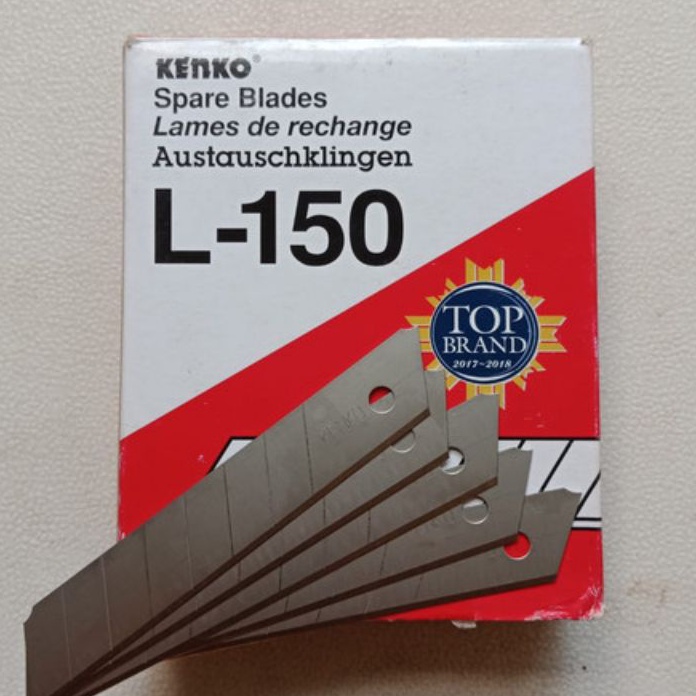 KENKO®
Spare Blades
Lames de rechange
Austauschklingen
L-150
TOP
BRAND
2017~2018